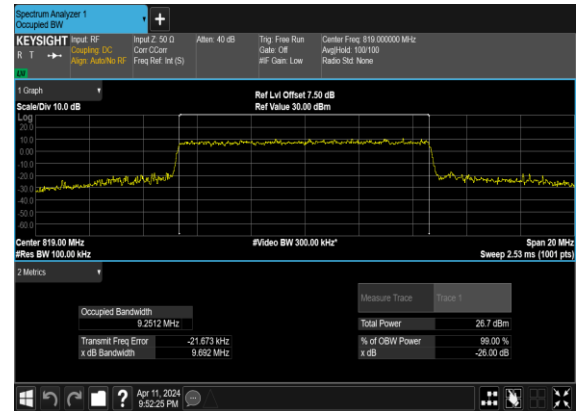 Spectrum Analyzer 1
Occupied BW
KEYSIGHT
R T
Input: RF
Coupling: DC
Align: Auto/No RF
Input Z: 50 Ω
Corr CCorr
Freq Ref: Int (S)
Atten: 40 dB
Trig: Free Run
Gate: Off
#IF Gain: Low
Center Freq: 819.000000 MHz
Avg|Hold: 100/100
Radio Std: None
1 Graph
Scale/Div 10.0 dB
Ref Lvl Offset 7.50 dB
Ref Value 30.00 dBm
Log
20.0
10.0
0.00
-10.0
-20.0
-30.0
-40.0
-50.0
-60.0
Center 819.00 MHz
#Res BW 100.00 kHz
#Video BW 300.00 kHz*
Span 20 MHz
Sweep 2.53 ms (1001 pts)
2 Metrics
Measure Trace
Trace 1
Occupied Bandwidth
9.2512 MHz
Total Power
26.7 dBm
Transmit Freq Error
-21.673 kHz
% of OBW Power
99.00 %
x dB Bandwidth
9.692 MHz
x dB
-26.00 dB
?
Apr 11, 2024
9:52:25 PM